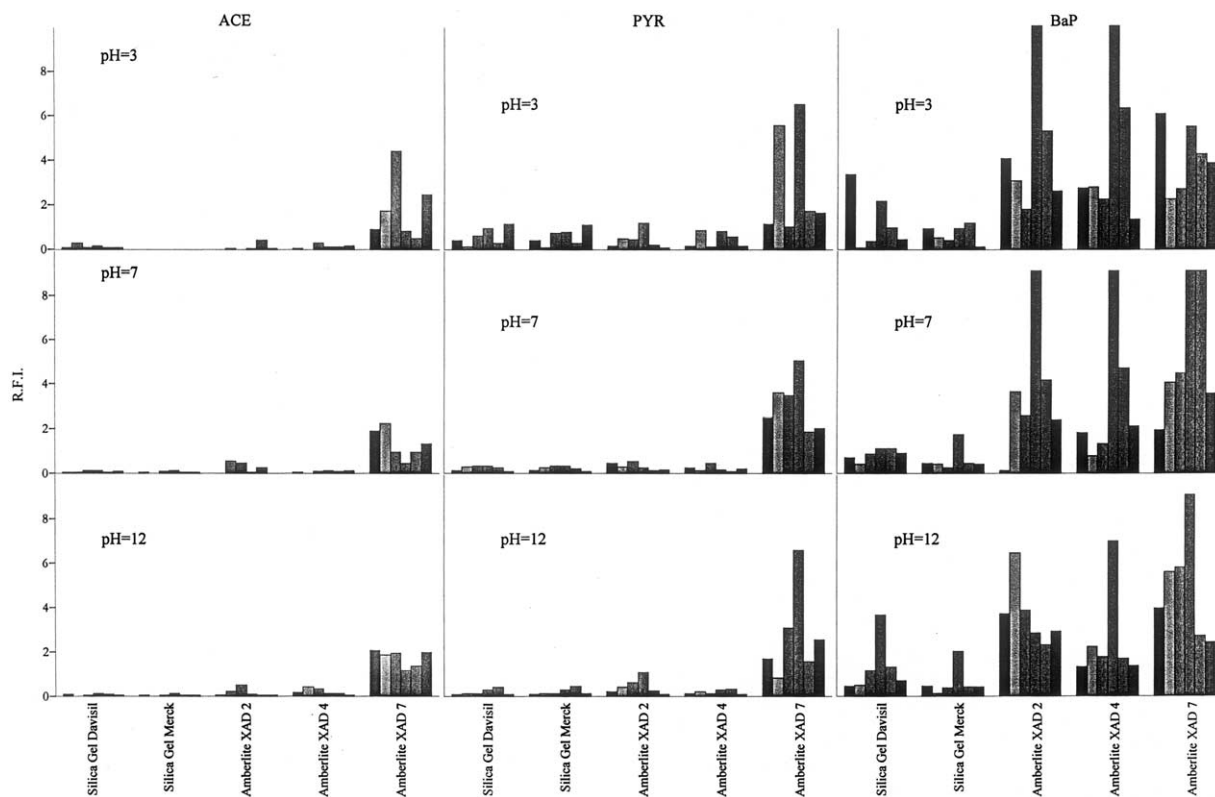 ACE PYR BaP
pH=3 pH=3 pH=3
8
6
4
2
0
pH=7 pH=7 pH=7
8
6
4
2
0
R.F.I.
pH=12 pH=12 pH=12
8
6
4
2
0
Silica Gel Davisil
Silica Gel Merck
Amberlite XAD 2
Amberlite XAD 4
Amberlite XAD 7
Silica Gel Davisil
Silica Gel Merck
Amberlite XAD 2
Amberlite XAD 4
Amberlite XAD 7
Silica Gel Davisil
Silica Gel Merck
Amberlite XAD 2
Amberlite XAD 4
Amberlite XAD 7